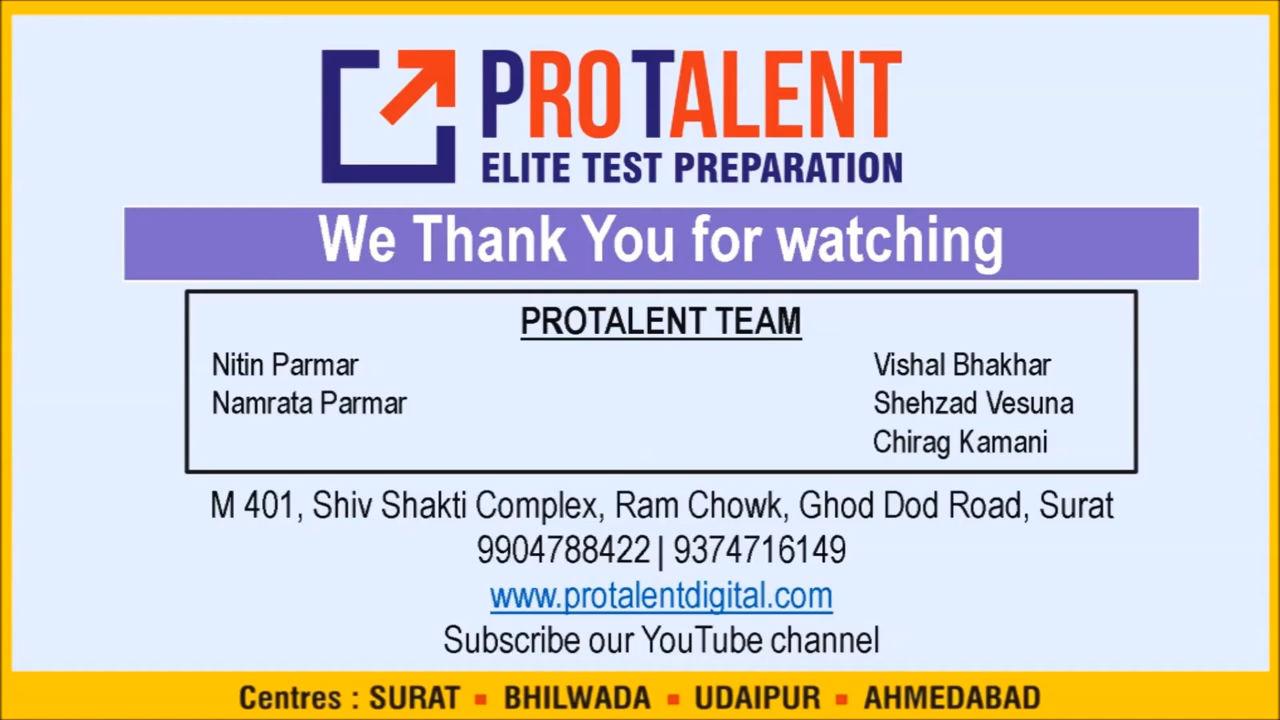 PROTALENT
ELITE TEST PREPARATION
We Thank You for watching
PROTALENT TEAM
Nitin Parmar Vishal Bhakhar
Namrata Parmar Shehzad Vesuna
Chirag Kamani
M 401, Shiv Shakti Complex, Ram Chowk, Ghod Dod Road, Surat
9904788422 | 9374716149
www.protalentdigital.com
Subscribe our YouTube channel
Centres : SURAT ▪ BHILWADA ▪ UDAIPUR ▪ AHMEDABAD